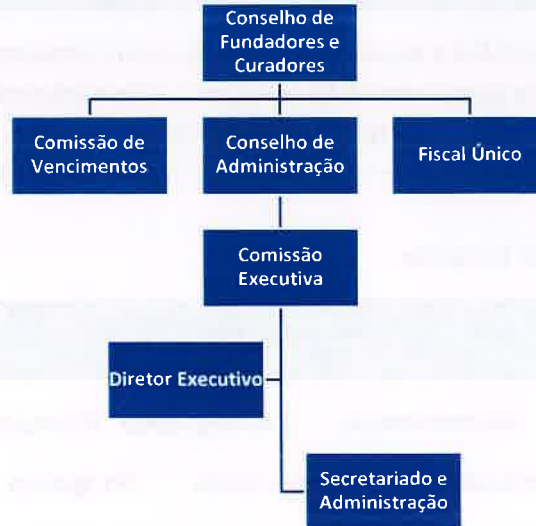 Conselho de
Fundadores e
Curadores
Comissão de
Vencimentos
Conselho de
Administração
Fiscal Único
Comissão
Executiva
Diretor Executivo
Secretariado e
Administração